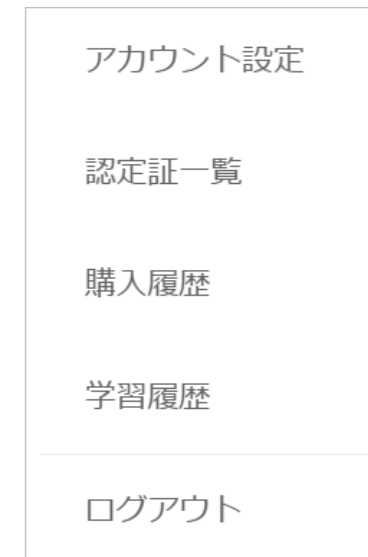 アカウント設定
認定証一覧
購入履歴
学習履歴
ログアウト